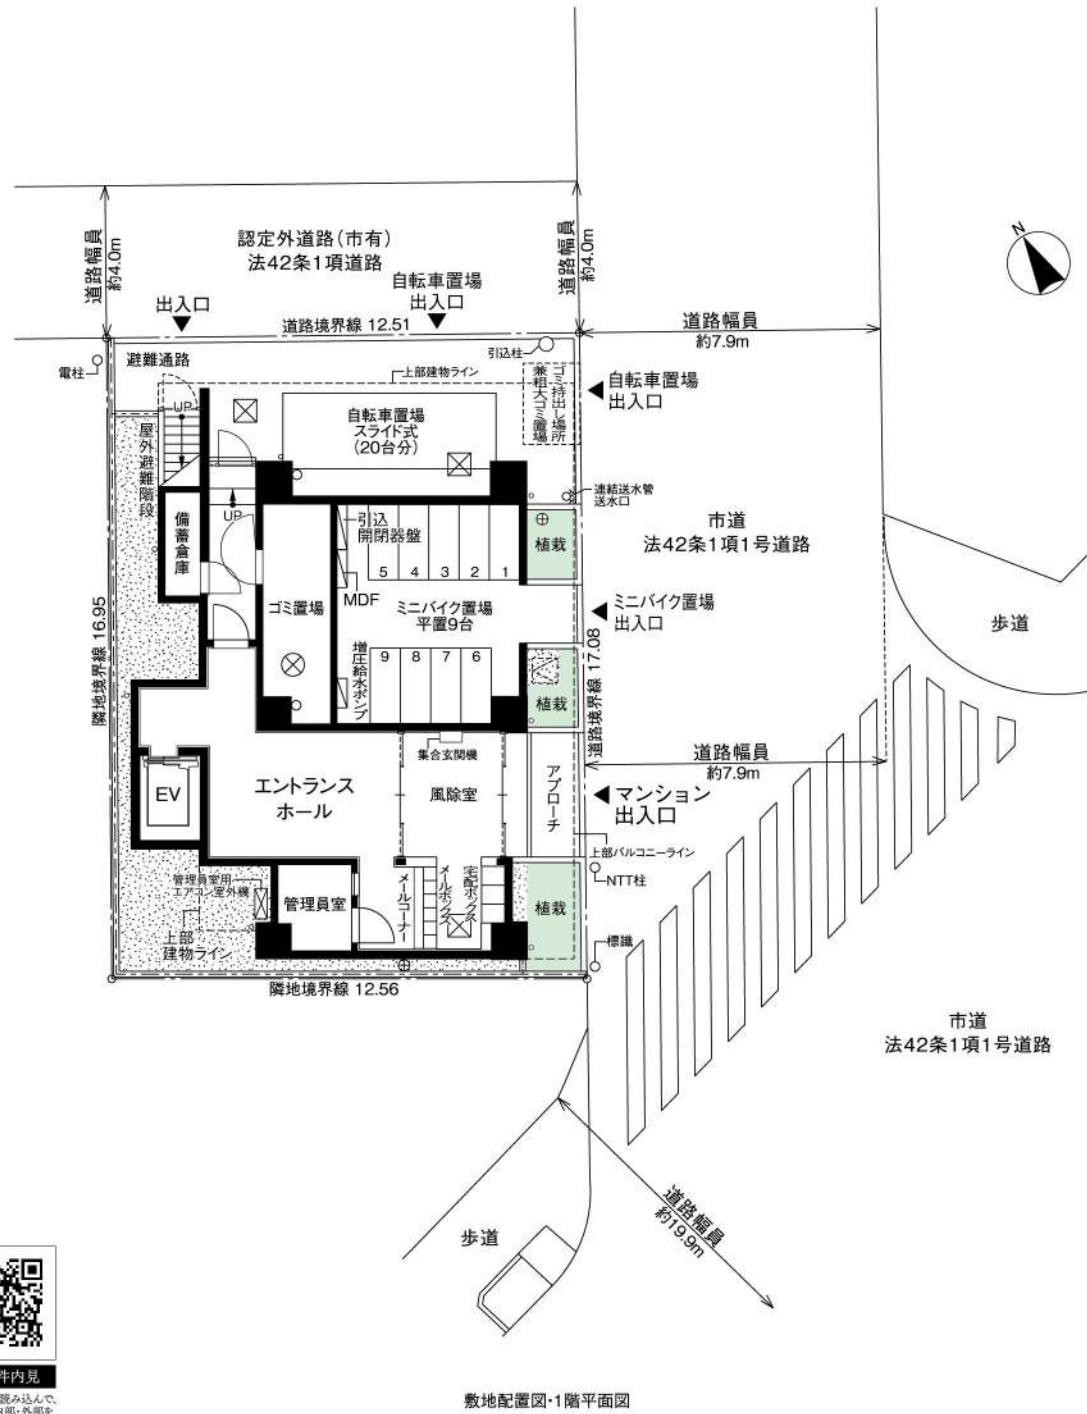 認定外道路(市有)
法42条1項道路
道路幅員
約4.0m
道路幅員
約4.0m
N
出入口
自転車置場
出入口
道路境界線 12.51
道路幅員
約7.9m
電柱
避難通路
引込柱
上部建物ライン
ゴミ持出し場所
兼粗大ゴミ置場
自転車置場
出入口
UP
自転車置場
スライド式
(20台分)
屋外避難階段
連結送水管
送水口
備蓄倉庫
UP
引込
開閉器盤
植栽
市道
法42条1項1号道路
5 4 3 2 1
MDF
ゴミ置場
ミニバイク置場
平置9台
ミニバイク置場
出入口
歩道
隣地境界線 16.95
増圧給水ポンプ
9 8 7 6
植栽
道路境界線 17.08
集合玄関機
道路幅員
約7.9m
EV
エントランス
ホール
風除室
アプローチ
マンション
出入口
上部バルコニーライン
NTT柱
管理員室用
エアコン室外機
管理員室
メールコーナー
メールボックス
宅配ボックス
植栽
上部
建物ライン
標識
隣地境界線 12.56
市道
法42条1項1号道路
道路幅員
約19.9m
歩道
件内見
読み込んで、
内部・外部を
敷地配置図・1階平面図